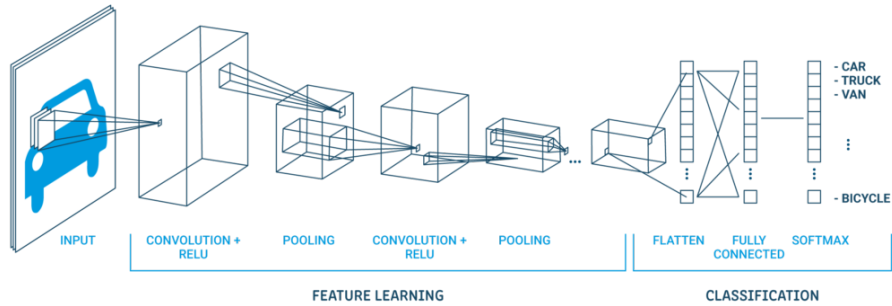 - CAR
- TRUCK
- VAN
...
⋮
⋮
⋮
- BICYCLE
INPUT
CONVOLUTION + RELU
POOLING
CONVOLUTION + RELU
POOLING
FLATTEN
FULLY CONNECTED
SOFTMAX
FEATURE LEARNING
CLASSIFICATION